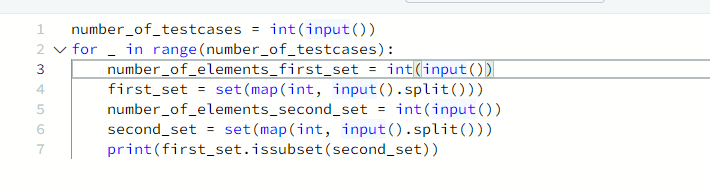 1 number_of_testcases = int(input())
2 for _ in range(number_of_testcases):
3 number_of_elements_first_set = int(input())
4 first_set = set(map(int, input().split()))
5 number_of_elements_second_set = int(input())
6 second_set = set(map(int, input().split()))
7 print(first_set.issubset(second_set))